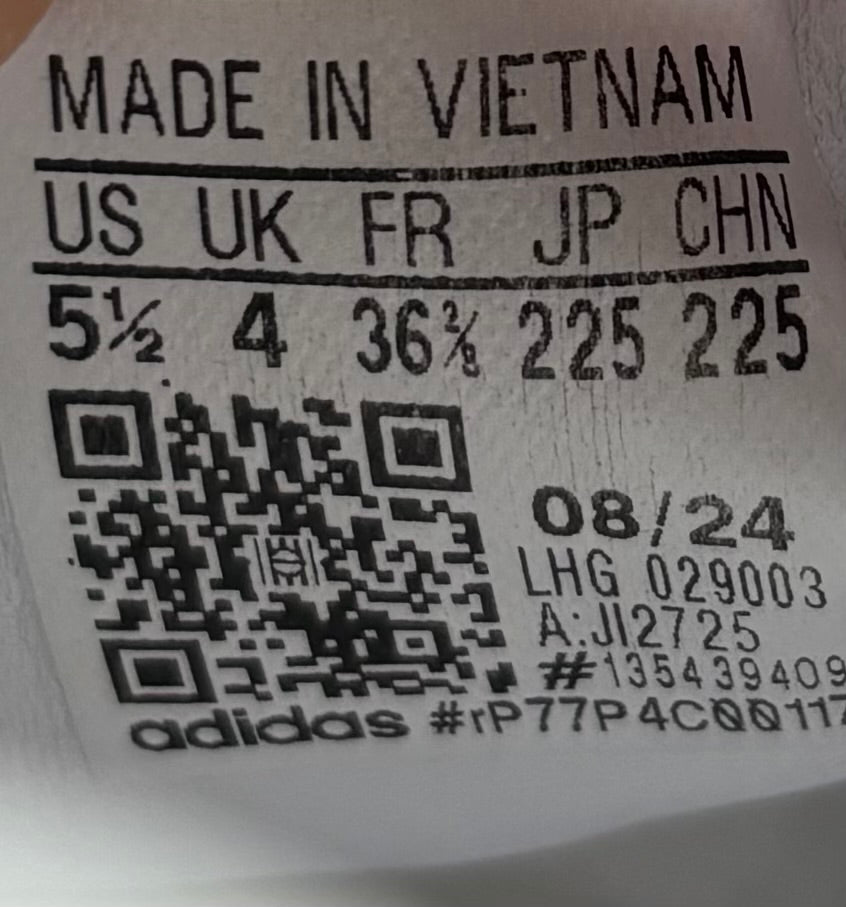 MADE IN VIETNAM
US UK FR JP CHN
5½ 4 36⅔ 225 225
08/24
LHG 029003
A:JI2725
#135439409
adidas #rP77P4C00117